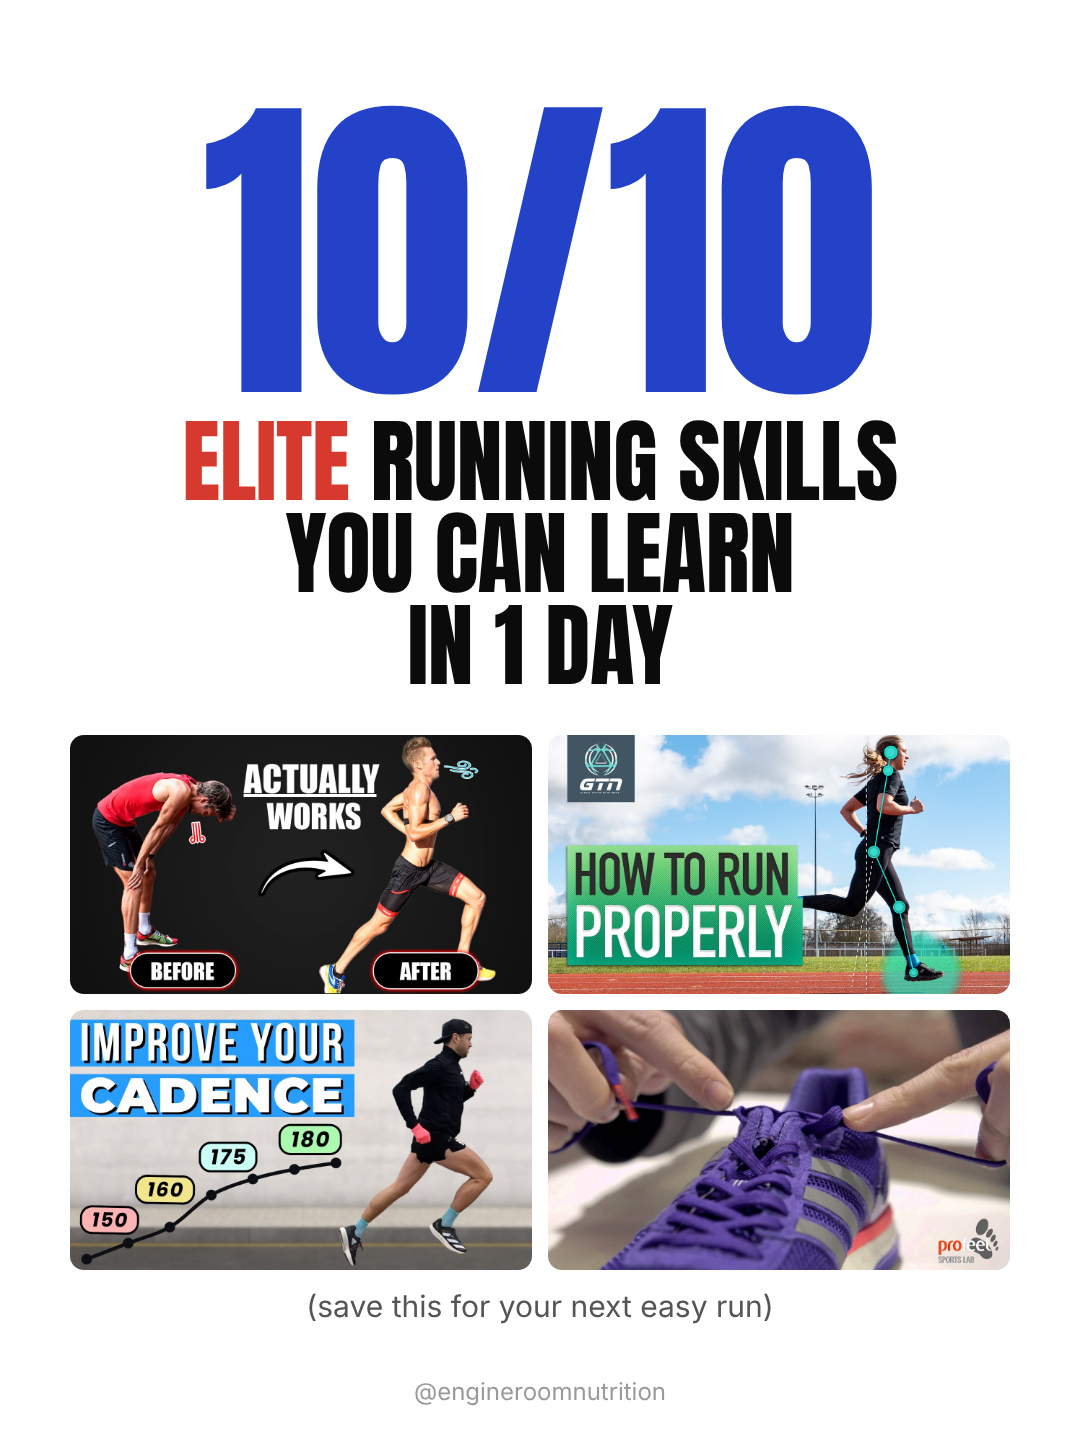 10/10
ELITE RUNNING SKILLS
YOU CAN LEARN
IN 1 DAY
ACTUALLY
WORKS
BEFORE
AFTER
GTN
HOW TO RUN
PROPERLY
IMPROVE YOUR
CADENCE
150
160
175
180
profeet
SPORTS LAB
(save this for your next easy run)
@engineroomnutrition